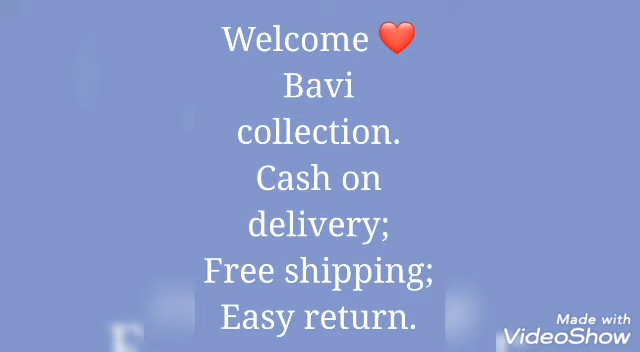 Welcome ❤️
Bavi
collection.
Cash on
delivery;
Free shipping;
Easy return.
Made with
VideoShow